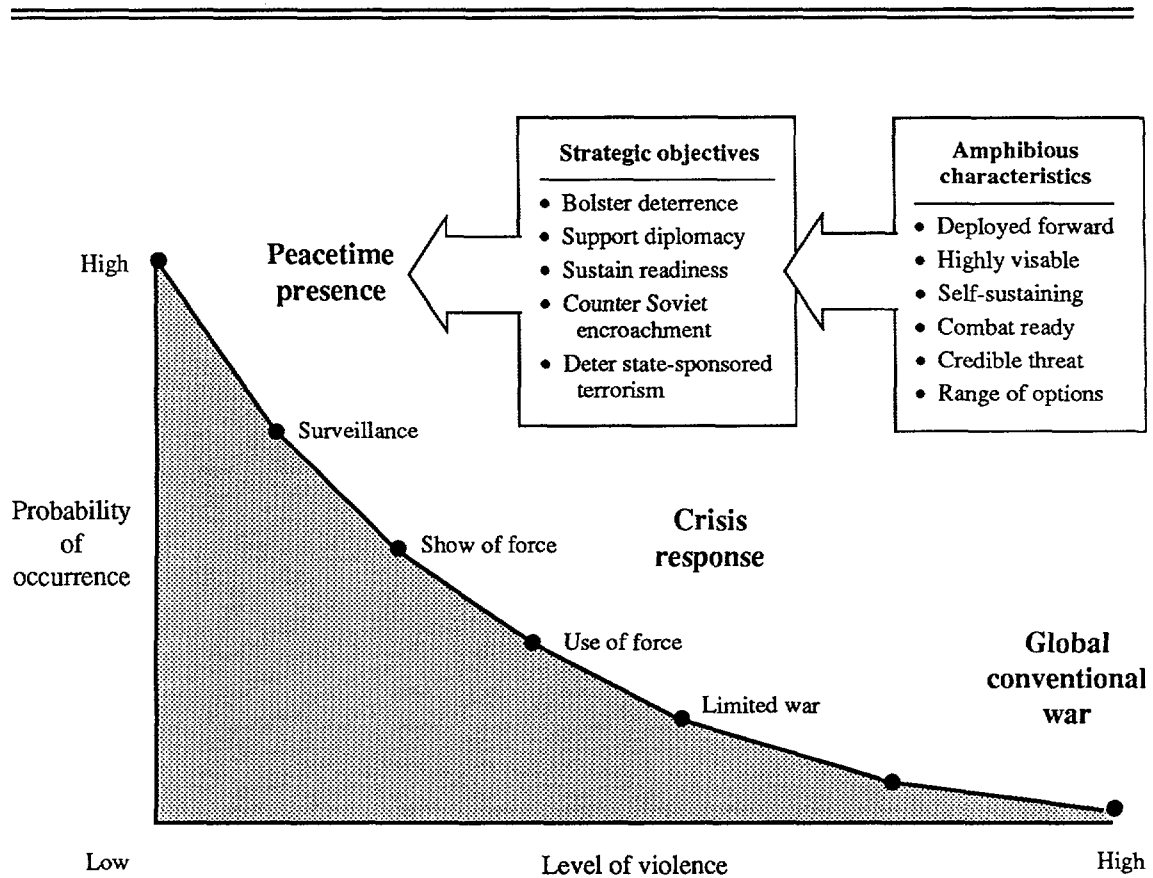 Strategic objectives
• Bolster deterrence
• Support diplomacy
• Sustain readiness
• Counter Soviet
encroachment
• Deter state-sponsored
terrorism
Amphibious
characteristics
• Deployed forward
• Highly visable
• Self-sustaining
• Combat ready
• Credible threat
• Range of options
Peacetime
presence
High
Surveillance
Probability
of
occurrence
Show of force
Crisis
response
Use of force
Global
conventional
war
Limited war
Low
Level of violence
High